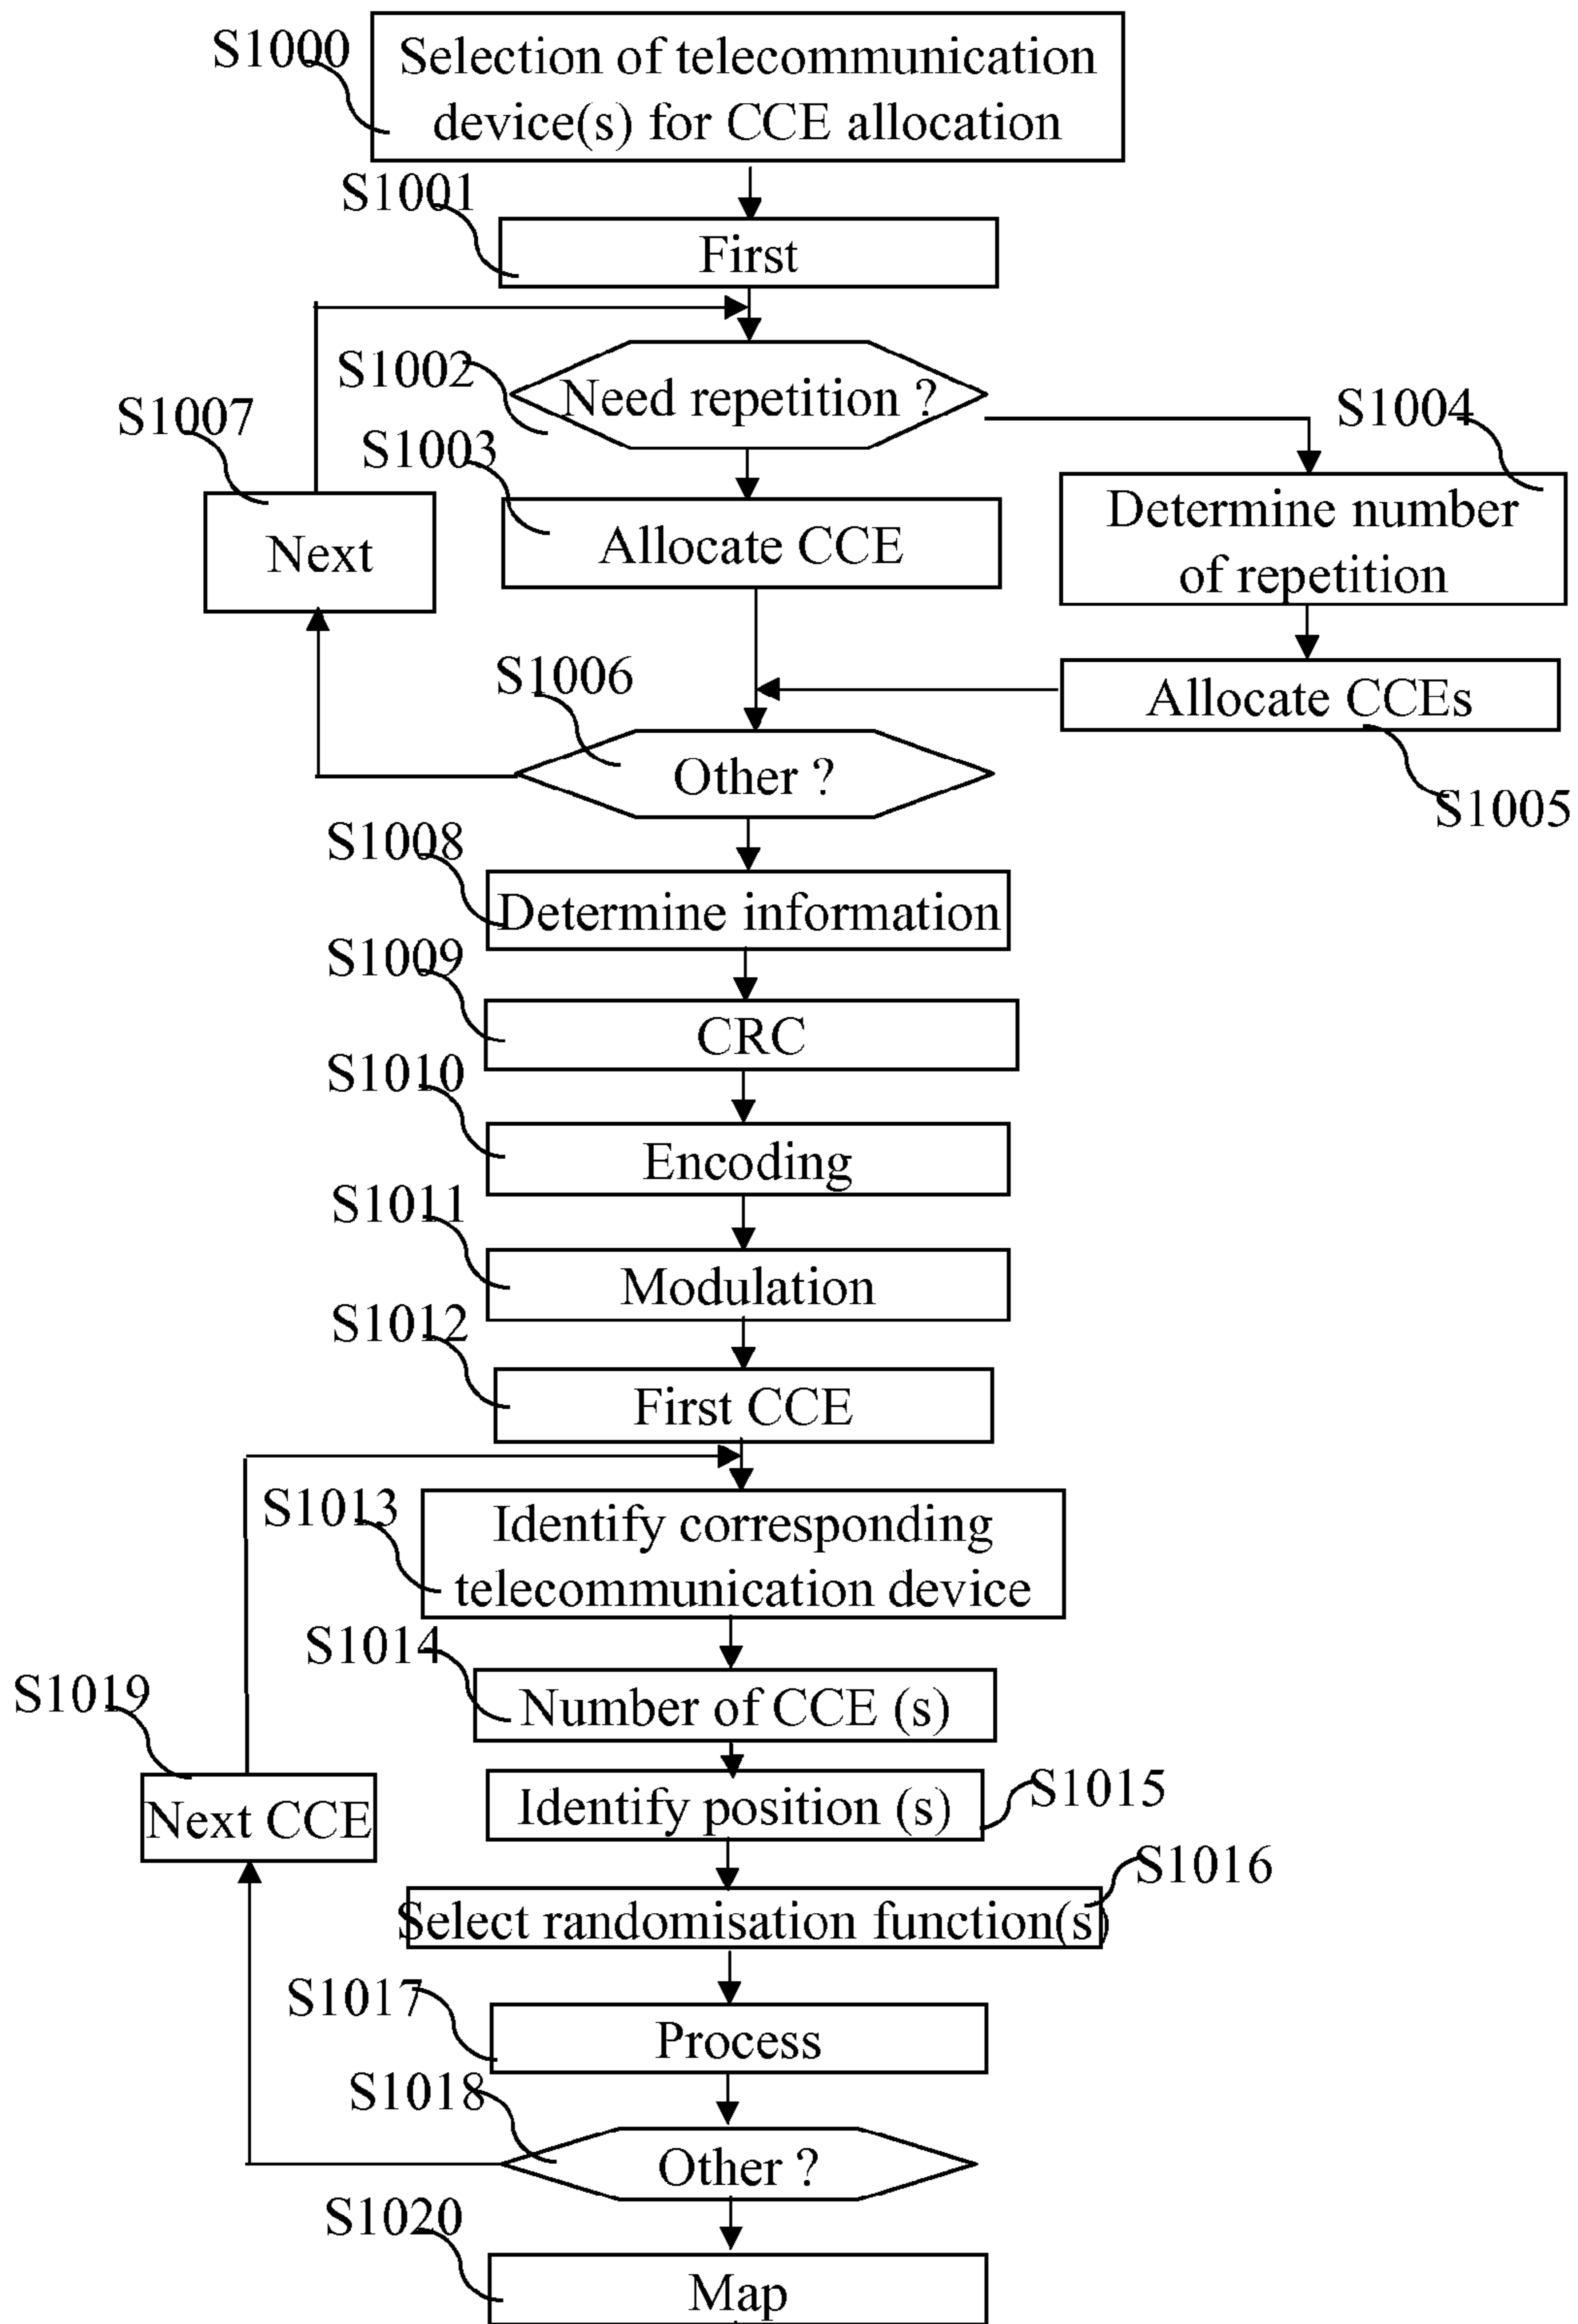 S1000
Selection of telecommunication
device(s) for CCE allocation
S1001
First
S1002
Need repetition ?
S1007
S1003
S1004
Next
Allocate CCE
Determine number
of repetition
S1006
Allocate CCEs
Other ?
S1005
S1008
Determine information
S1009
CRC
S1010
Encoding
S1011
Modulation
S1012
First CCE
S1013
Identify corresponding
telecommunication device
S1014
Number of CCE (s)
S1019
Next CCE
Identify position (s)
S1015
S1016
Select randomisation function(s)
S1017
Process
S1018
Other ?
S1020
Map